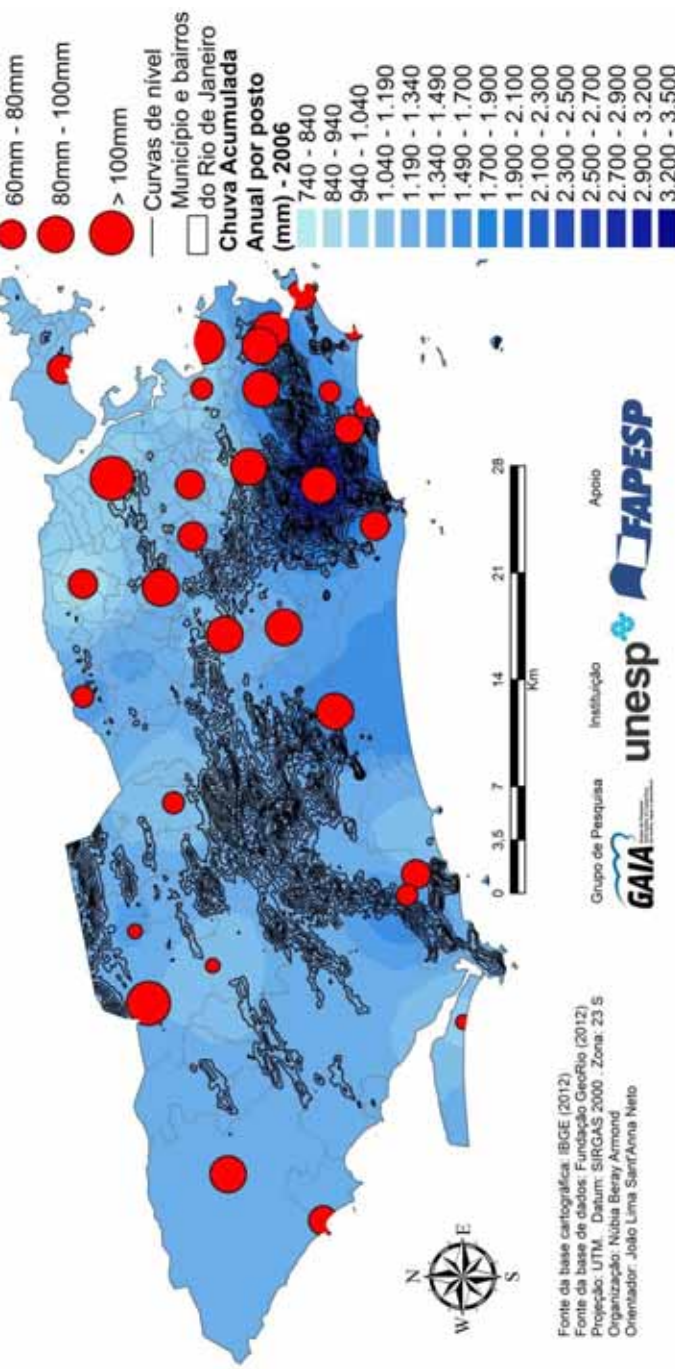 60mm - 80mm
80mm - 100mm
> 100mm
Curvas de nível
Município e bairros
do Rio de Janeiro
Chuva Acumulada
Anual por posto
(mm) - 2006
740 - 840
840 - 940
940 - 1.040
1.040 - 1.190
1.190 - 1.340
1.340 - 1.490
1.490 - 1.700
1.700 - 1.900
1.900 - 2.100
2.100 - 2.300
2.300 - 2.500
2.500 - 2.700
2.700 - 2.900
2.900 - 3.200
3.200 - 3.500
N
W E
S
0 3,5 7 14 21 28
Km
Fonte da base cartográfica: IBGE (2012)
Fonte da base de dados: Fundação GeoRio (2012)
Projeção: UTM. Datum: SIRGAS 2000 . Zona: 23 S
Organização: Núbia Beray Armond
Orientador: João Lima Sant'Anna Neto
Grupo de Pesquisa
GAIA
Instituição
unesp
Apoio
FAPESP